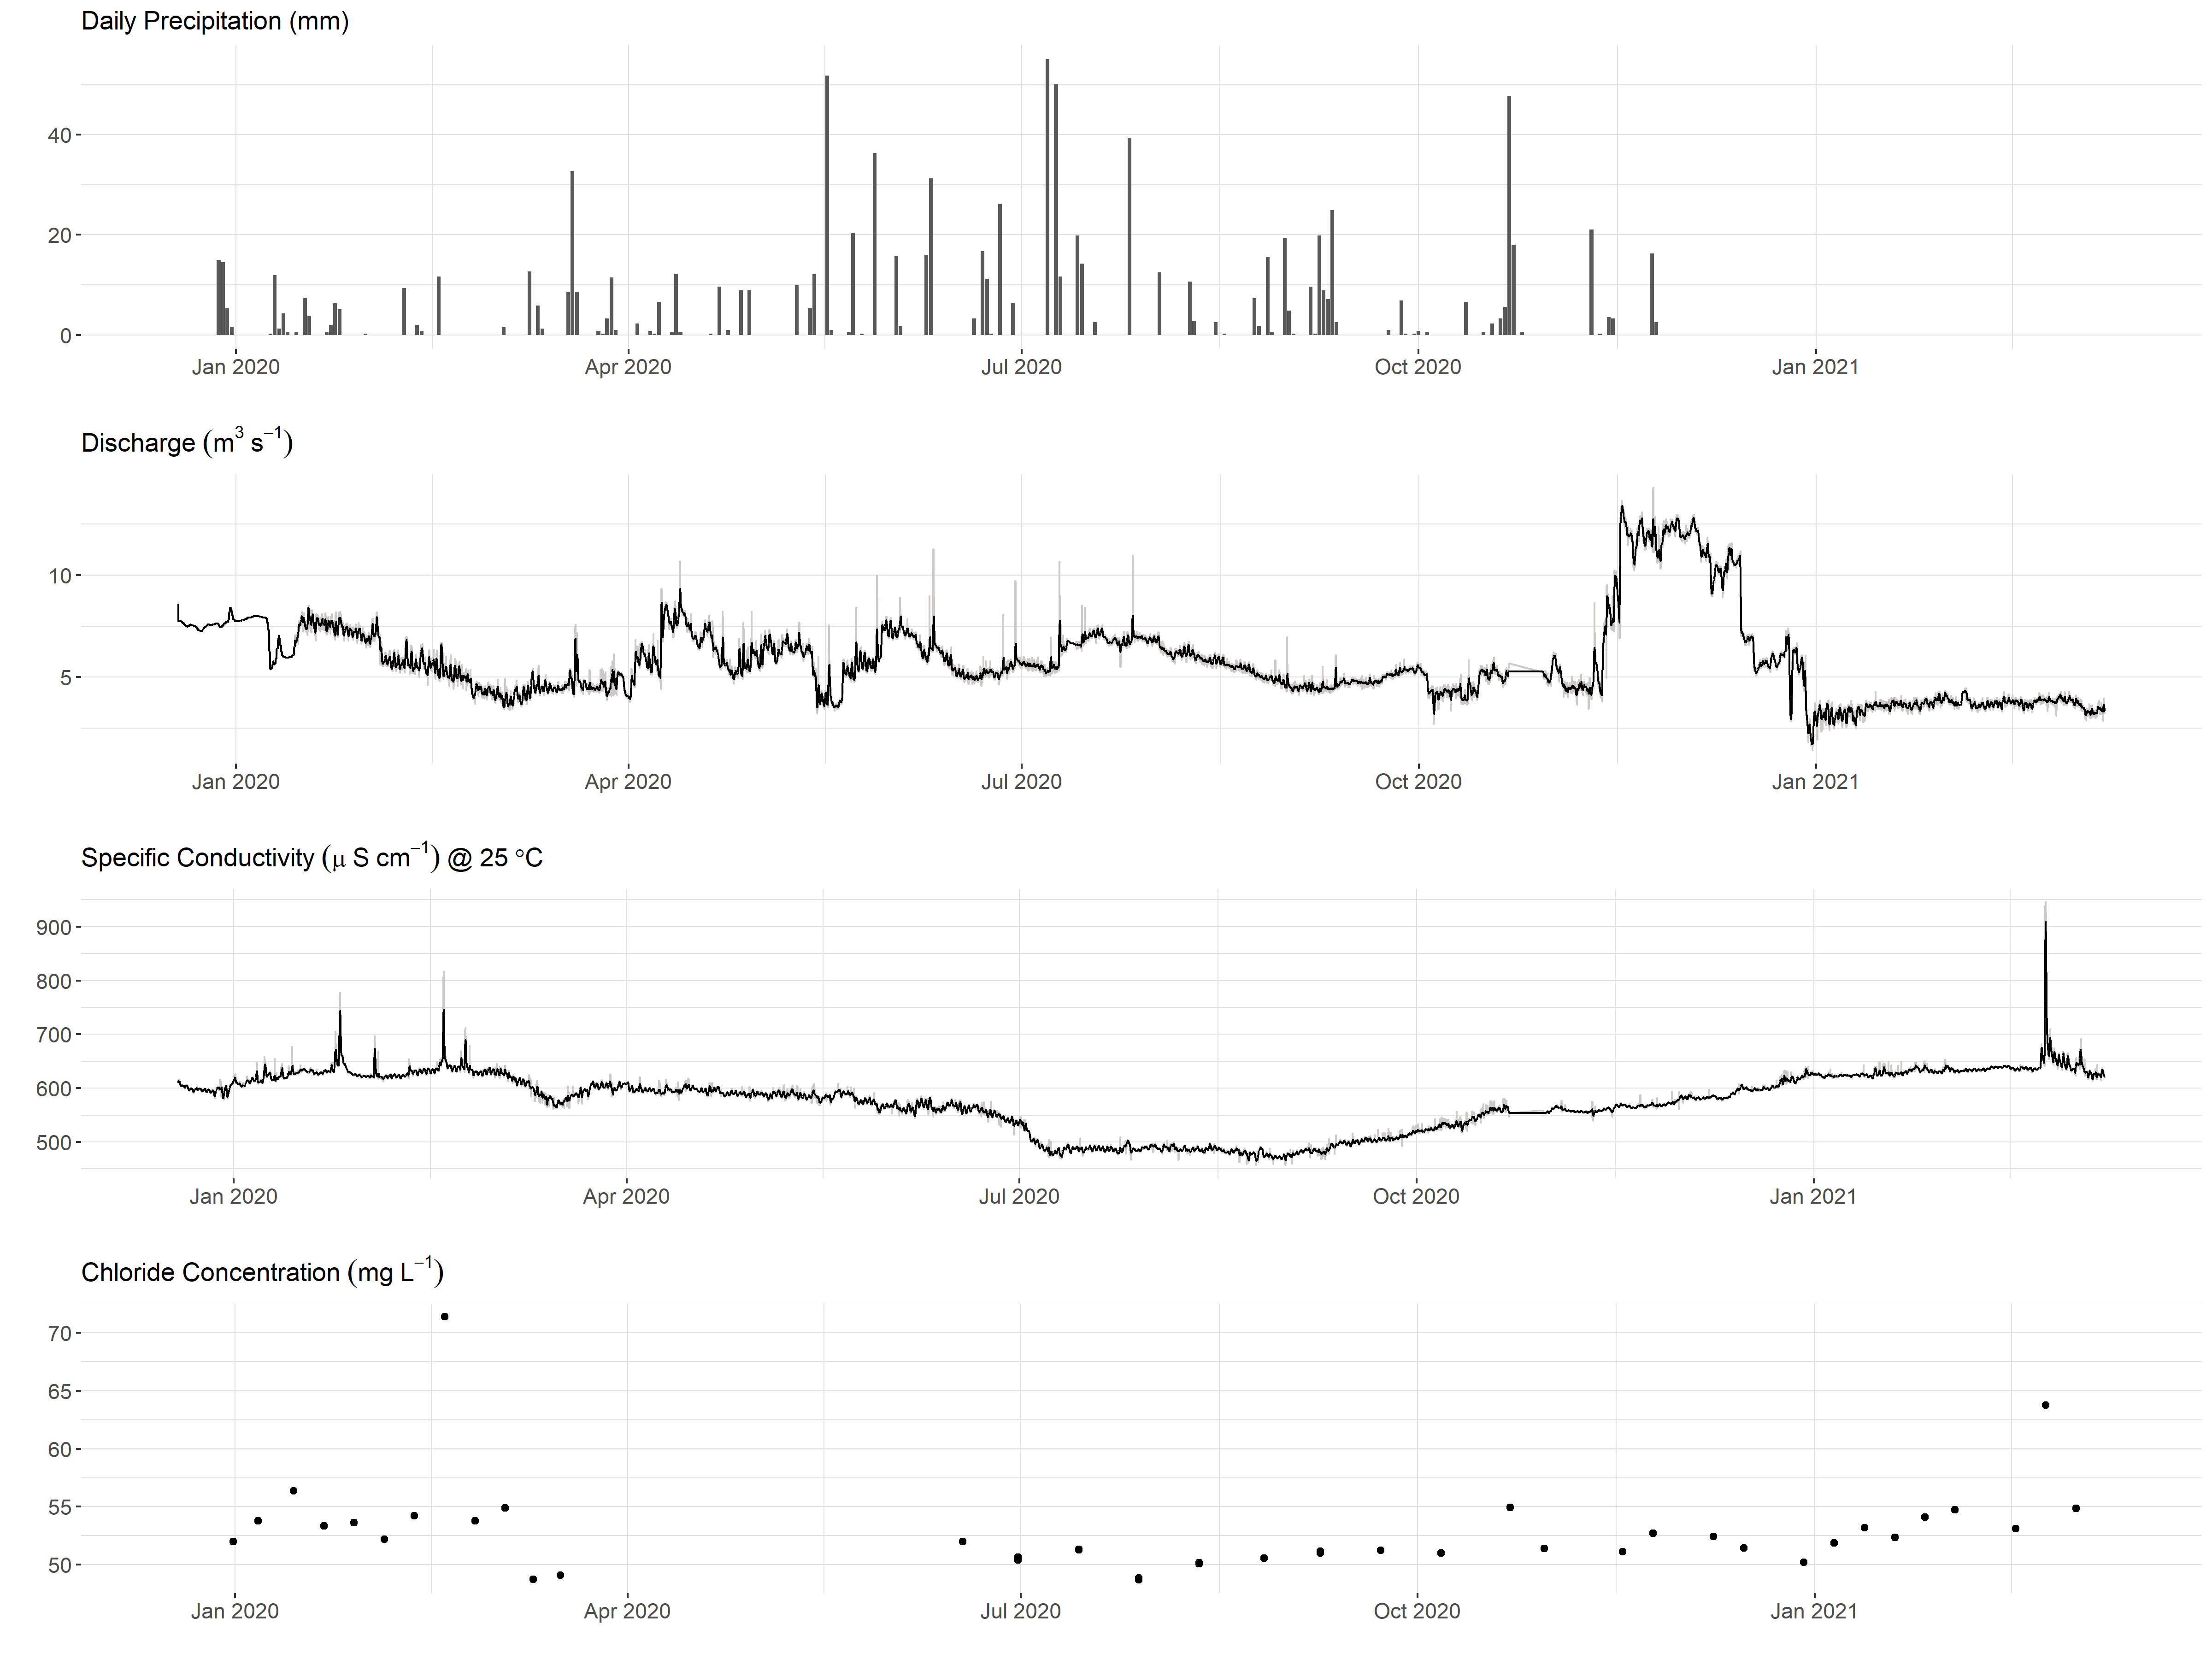 Daily Precipitation (mm)
40
20
0
Jan 2020 Apr 2020 Jul 2020 Oct 2020 Jan 2021
Discharge (m³ s⁻¹)
10
5
Jan 2020 Apr 2020 Jul 2020 Oct 2020 Jan 2021
Specific Conductivity (μ S cm⁻¹) @ 25 °C
900
800
700
600
500
Jan 2020 Apr 2020 Jul 2020 Oct 2020 Jan 2021
Chloride Concentration (mg L⁻¹)
70
65
60
55
50
Jan 2020 Apr 2020 Jul 2020 Oct 2020 Jan 2021